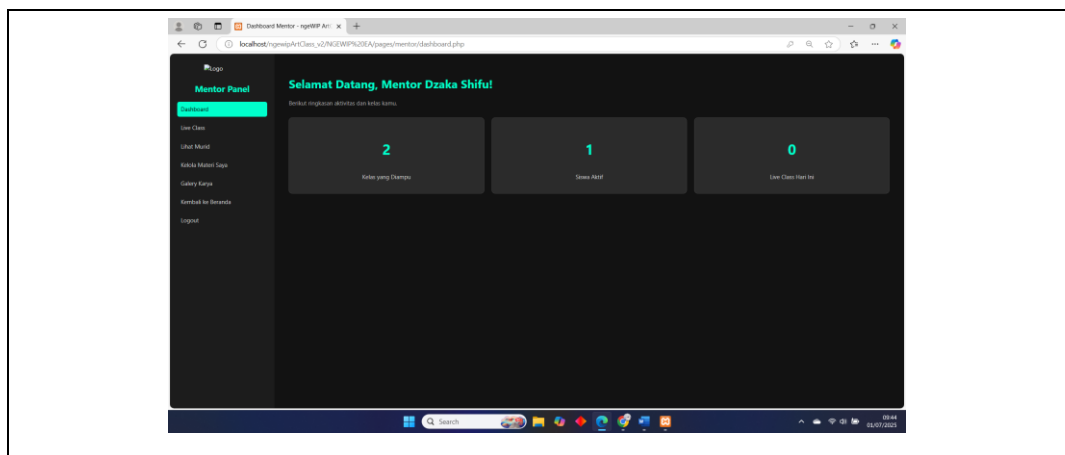 Dashboard Mentor - ngeWIP Art
localhost/ngewipArtClass_v2/NGEWIP%20EA/pages/mentor/dashboard.php
Logo
Mentor Panel
Dashboard
Live Class
Lihat Murid
Kelola Materi Saya
Galery Karya
Kembali ke Beranda
Logout
Selamat Datang, Mentor Dzaka Shifu!
Berikut ringkasan aktivitas dan kelas kamu.
2
Kelas yang Diampu
1
Siswa Aktif
0
Live Class Hari Ini
Search
09:44
01/07/2025